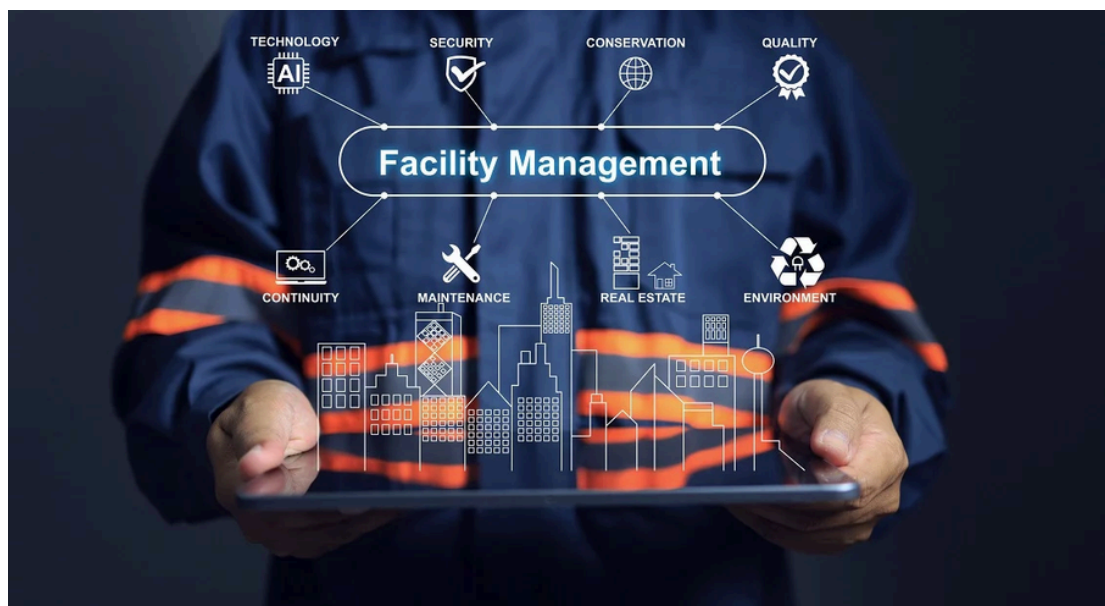 TECHNOLOGY
SECURITY
CONSERVATION
QUALITY
AI
Facility Management
CONTINUITY
MAINTENANCE
REAL ESTATE
ENVIRONMENT